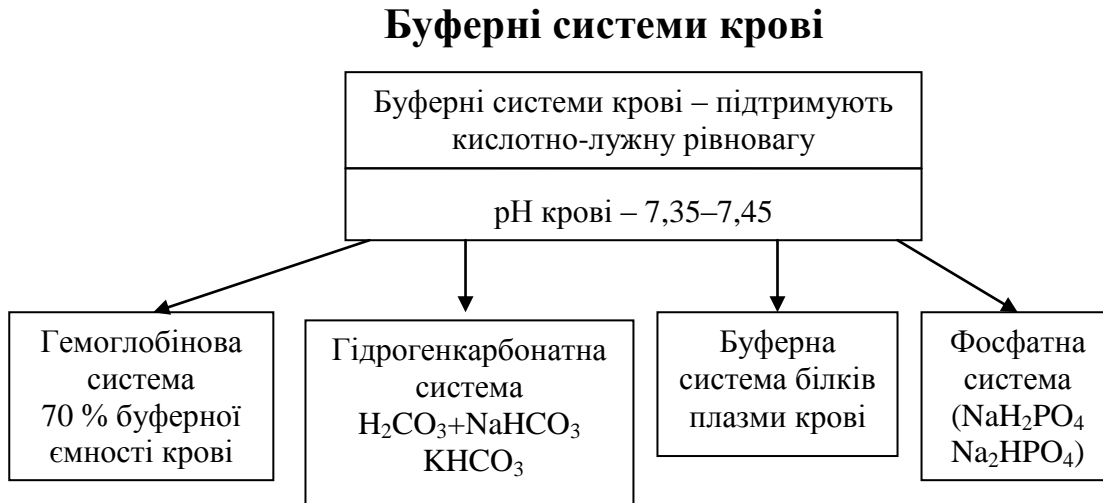 Буферні системи крові
Буферні системи крові – підтримують
кислотно-лужну рівновагу
рН крові – 7,35–7,45
Гемоглобінова
система
70 % буферної
ємності крові
Гідрогенкарбонатна
система
H₂CO₃+NaHCO₃
KHCO₃
Буферна
система білків
плазми крові
Фосфатна
система
(NaH₂PO₄
Na₂HPO₄)